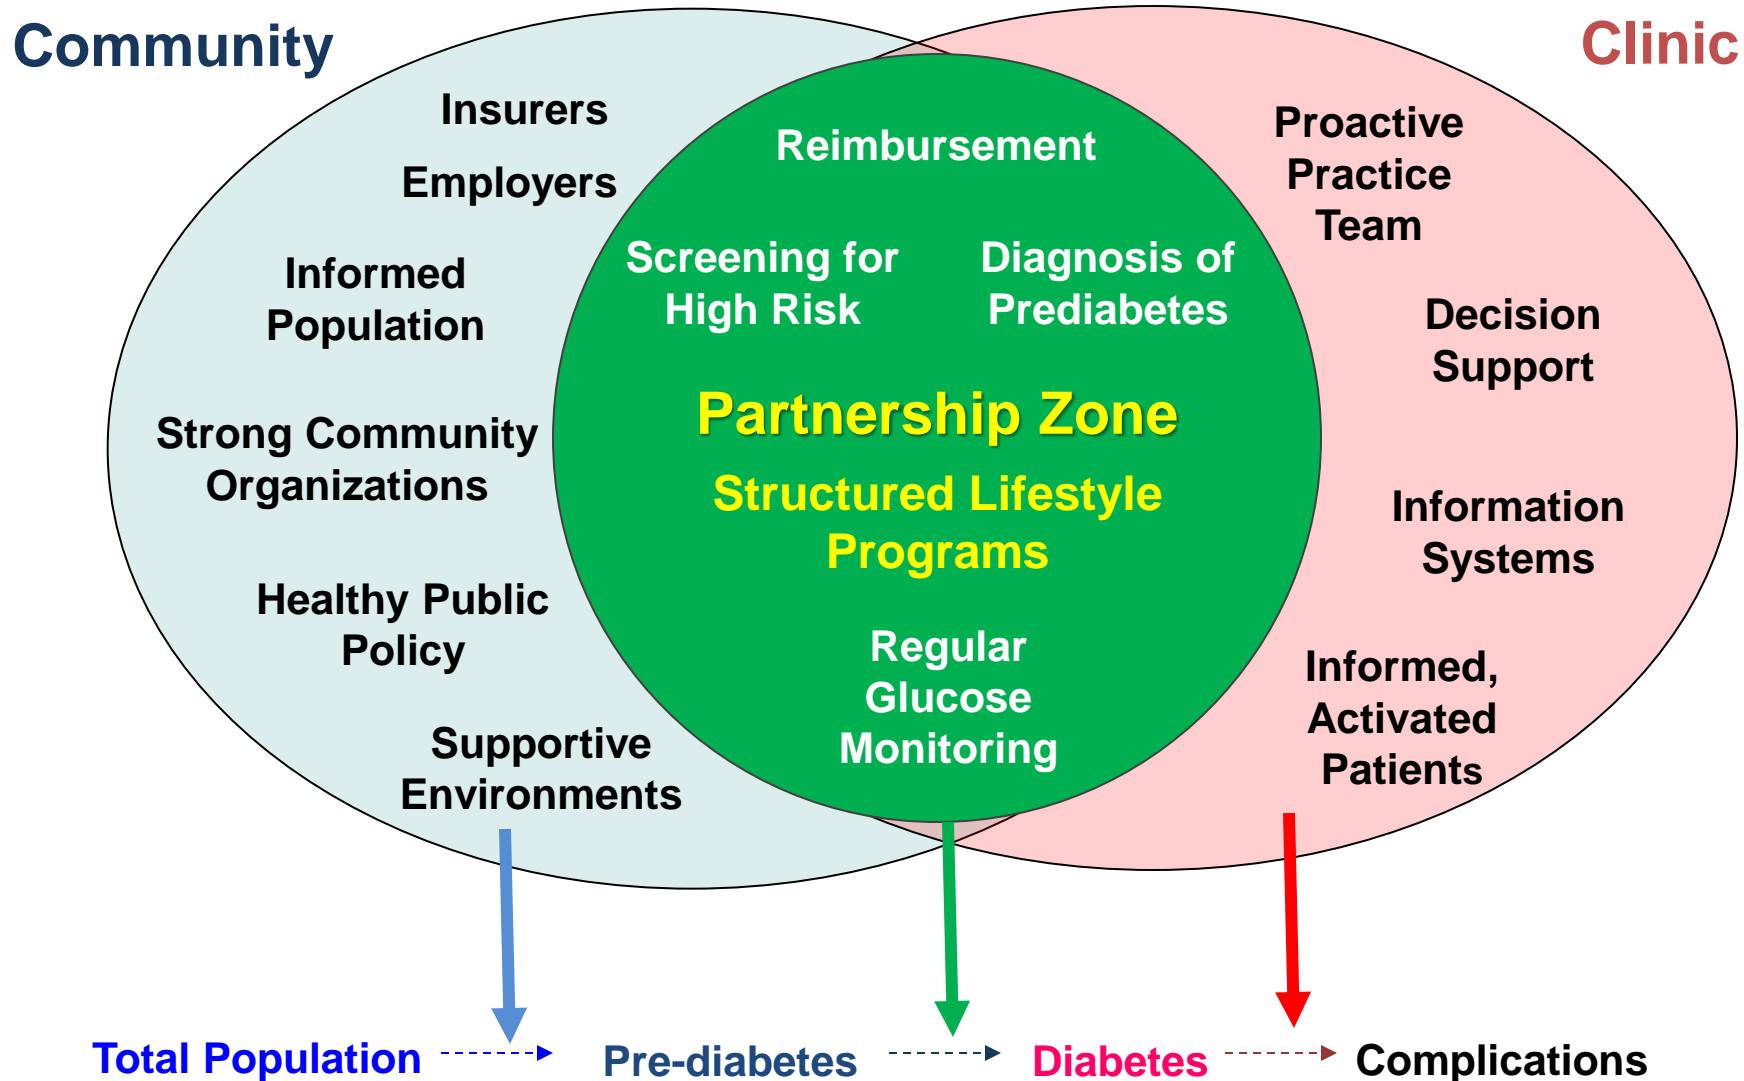 Community
Clinic
Insurers
Employers
Informed
Population
Strong Community
Organizations
Healthy Public
Policy
Supportive
Environments
Reimbursement
Screening for
High Risk
Diagnosis of
Prediabetes
Partnership Zone
Structured Lifestyle
Programs
Regular
Glucose
Monitoring
Proactive
Practice
Team
Decision
Support
Information
Systems
Informed,
Activated
Patients
Total Population
Pre-diabetes
Diabetes
Complications